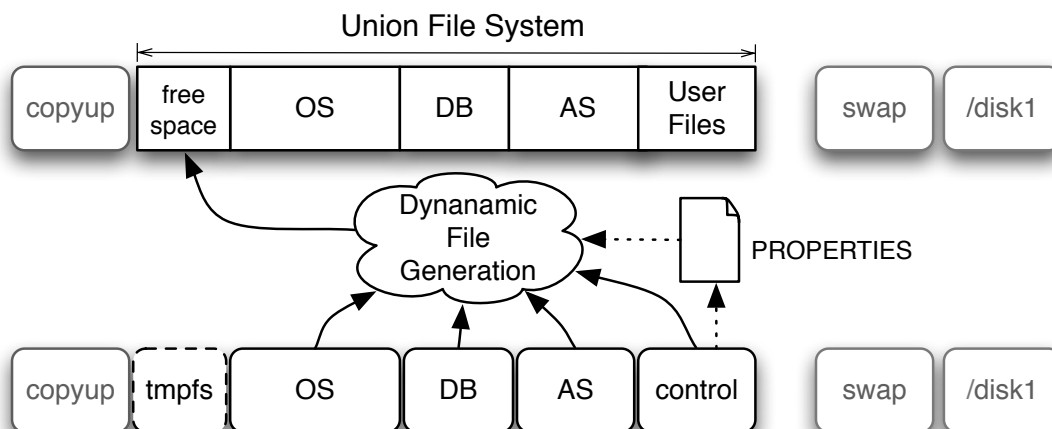 Union File System
copyup
free
space
OS
DB
AS
User
Files
swap
/disk1
Dynanamic
File
Generation
PROPERTIES
copyup
tmpfs
OS
DB
AS
control
swap
/disk1